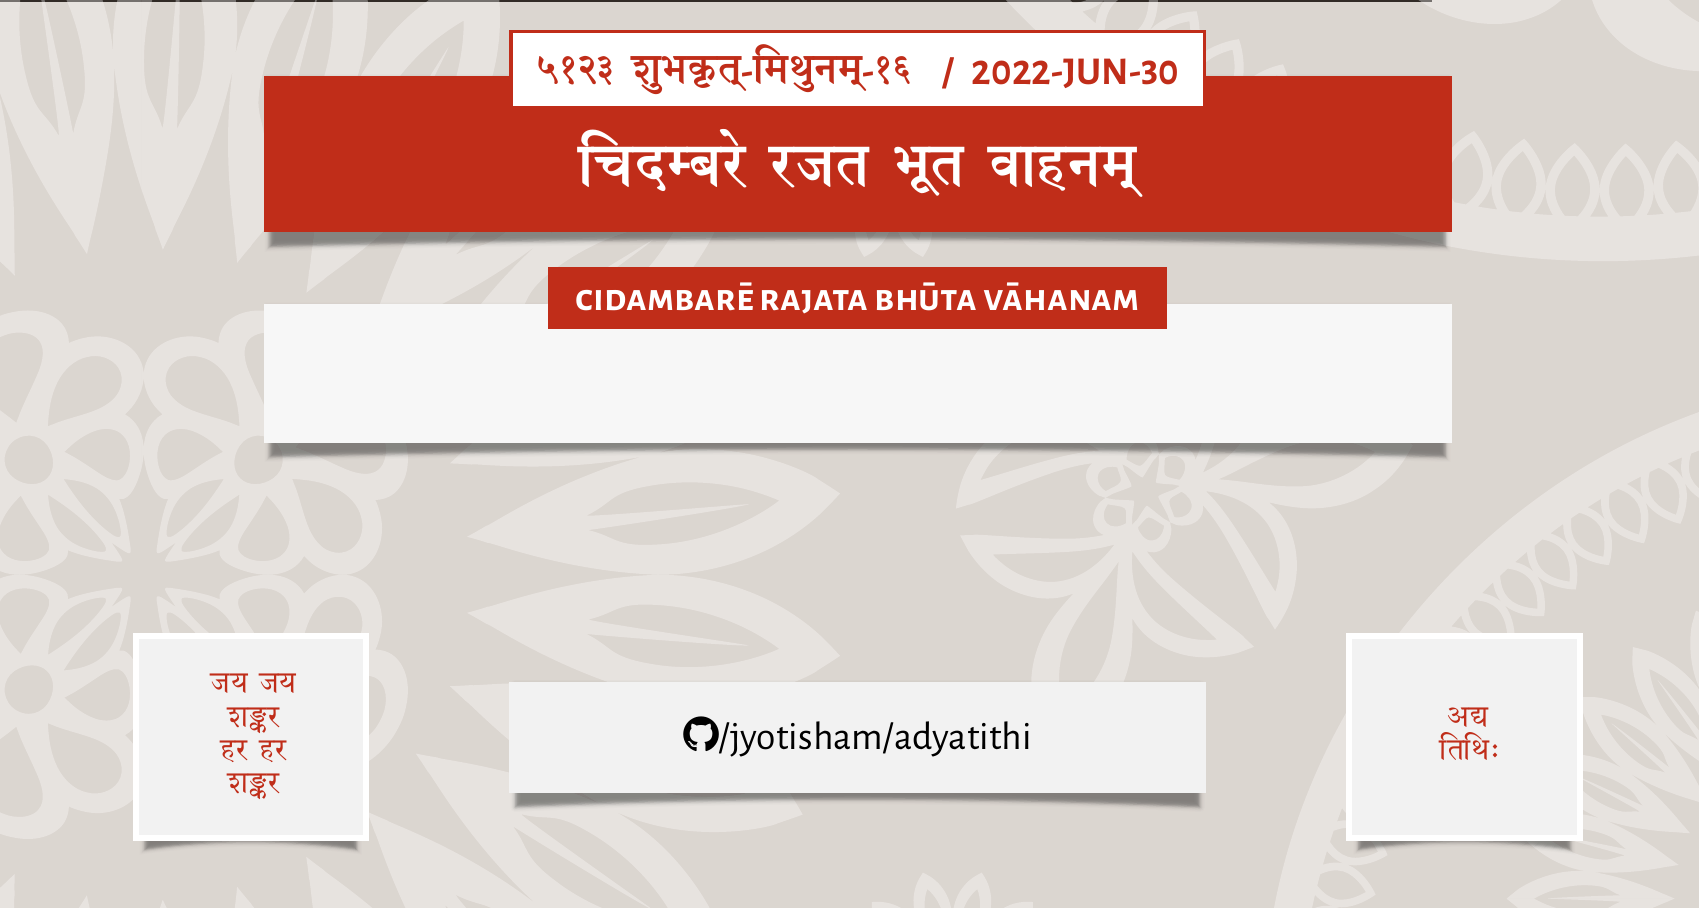 ५१२३ शुभकृत्-मिथुनम्-१६ / 2022-JUN-30
चिदम्बरे रजत भूत वाहनम्
CIDAMBARĒ RAJATA BHŪTA VĀHANAM
जय जय
शङ्कर
हर हर
शङ्कर
/jyotisham/adyatithi
अद्य
तिथिः